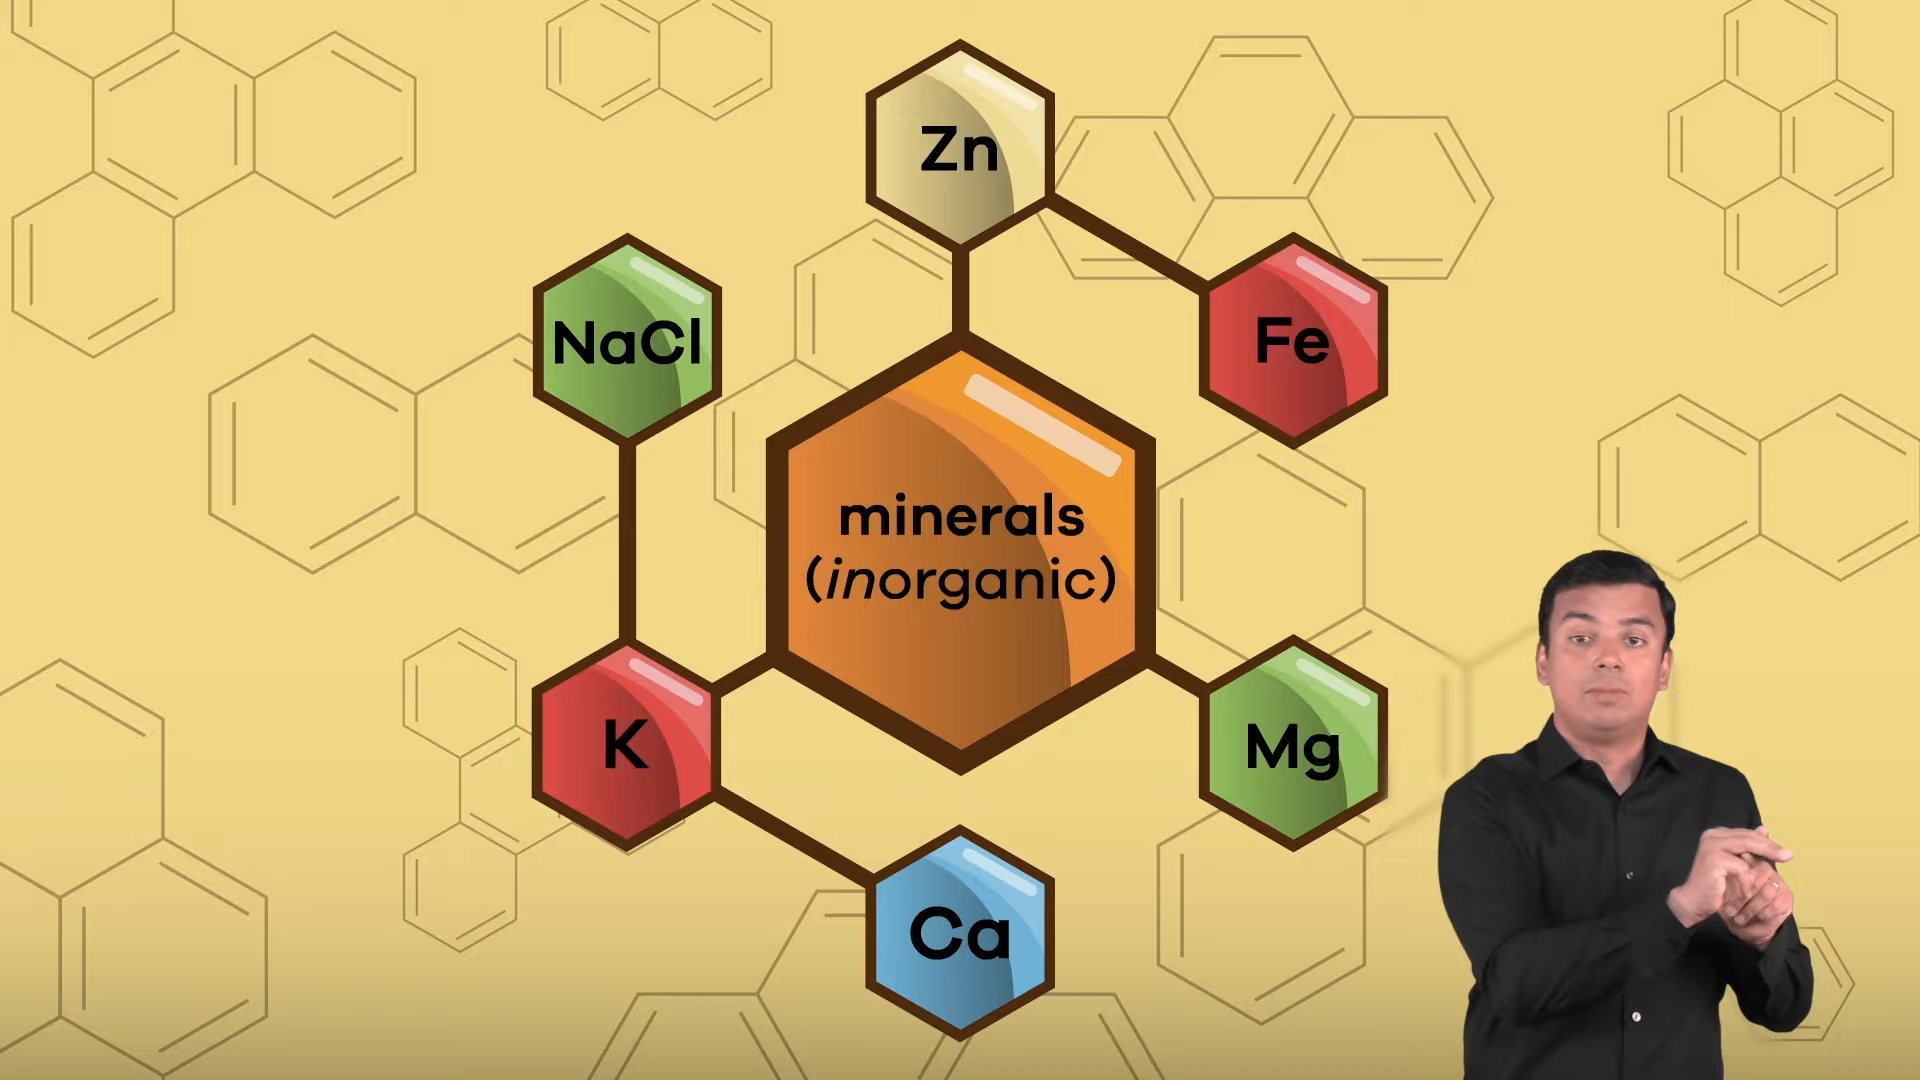 Zn
NaCl
Fe
minerals
(inorganic)
K
Mg
Ca